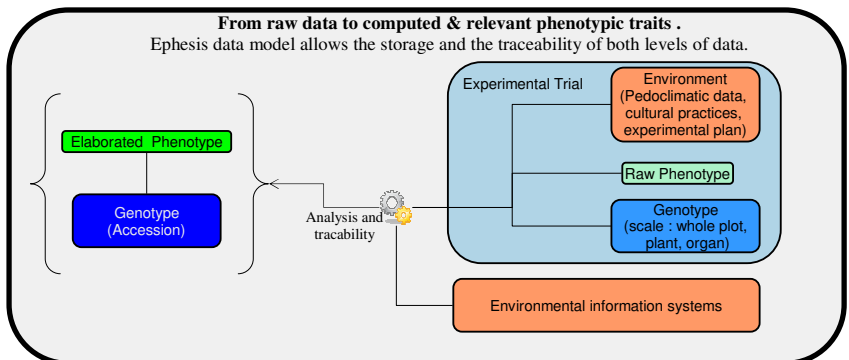 From raw data to computed & relevant phenotypic traits .
Ephesis data model allows the storage and the traceability of both levels of data.
Elaborated Phenotype
Genotype
(Accession)
Analysis and
tracability
Experimental Trial
Environment
(Pedoclimatic data,
cultural practices,
experimental plan)
Raw Phenotype
Genotype
(scale : whole plot,
plant, organ)
Environmental information systems